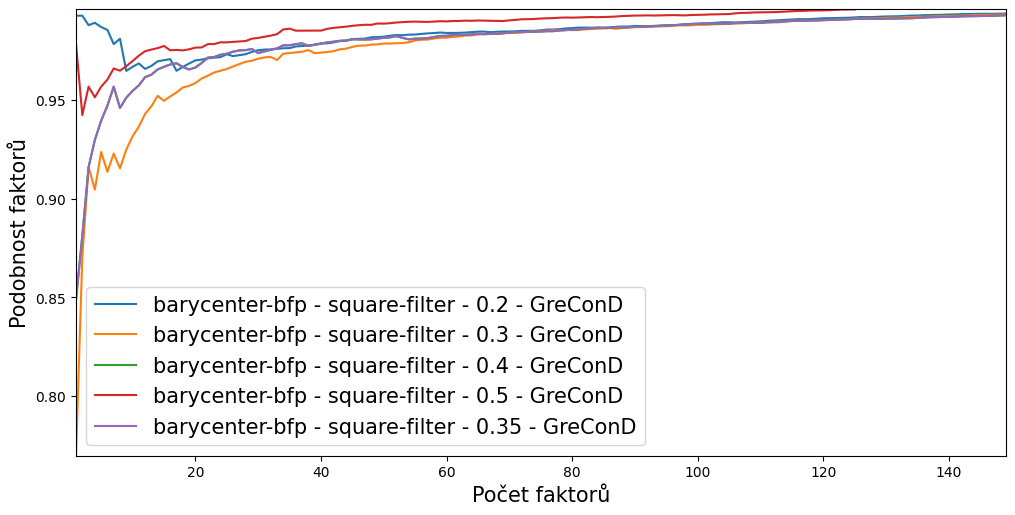 0.95
0.90
0.85
0.80
Podobnost faktorů
barycenter-bfp - square-filter - 0.2 - GreConD
barycenter-bfp - square-filter - 0.3 - GreConD
barycenter-bfp - square-filter - 0.4 - GreConD
barycenter-bfp - square-filter - 0.5 - GreConD
barycenter-bfp - square-filter - 0.35 - GreConD
20 40 60 80 100 120 140
Počet faktorů